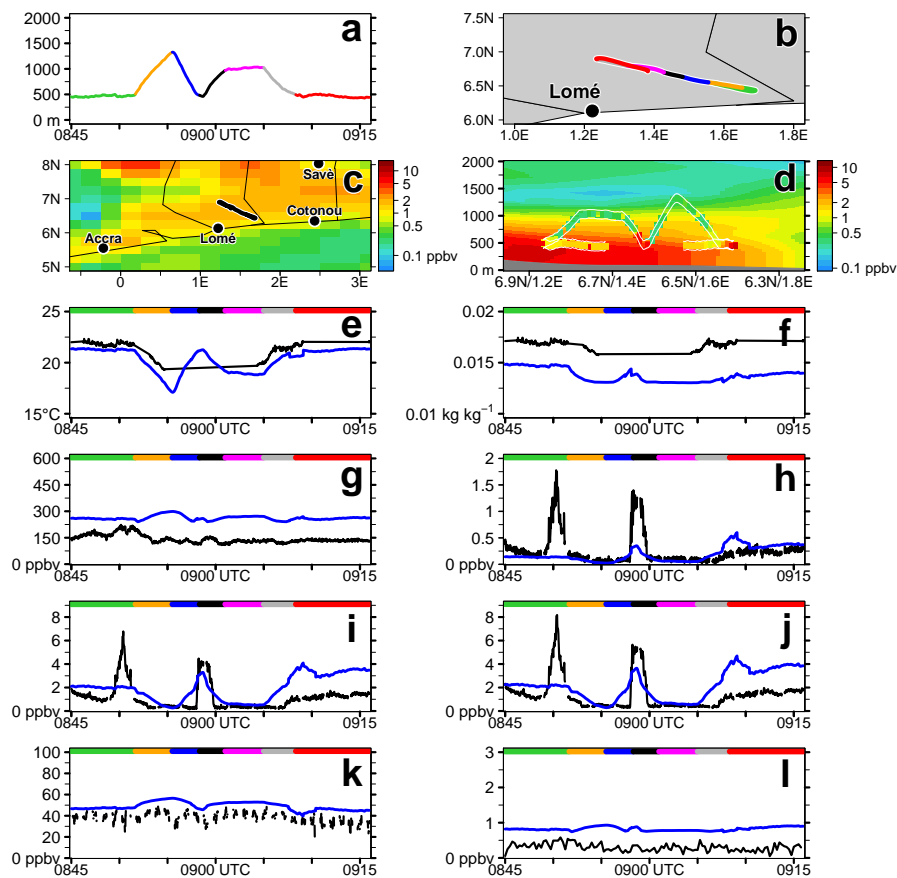 2000
1500
1000
500
0 m
a
0845
0900 UTC
0915
7.5N
7.0N
6.5N
6.0N
b
Lomé
1.0E
1.2E
1.4E
1.6E
1.8E
8N
7N
6N
5N
c
Savè
Cotonou
Lomé
Accra
0
1E
2E
3E
10
5
2
1
0.5
0.1 ppbv
2000
1500
1000
500
0 m
d
6.9N/1.2E
6.7N/1.4E
6.5N/1.6E
6.3N/1.8E
10
5
2
1
0.5
0.1 ppbv
25
20
15°C
e
0845
0900 UTC
0915
0.02
0.015
0.01 kg kg⁻¹
f
0845
0900 UTC
0915
600
450
300
150
0 ppbv
g
0845
0900 UTC
0915
2
1.5
1
0.5
0 ppbv
h
0845
0900 UTC
0915
8
6
4
2
0 ppbv
i
0845
0900 UTC
0915
8
6
4
2
0 ppbv
j
0845
0900 UTC
0915
100
80
60
40
20
0 ppbv
k
0845
0900 UTC
0915
3
2
1
0 ppbv
l
0845
0900 UTC
0915